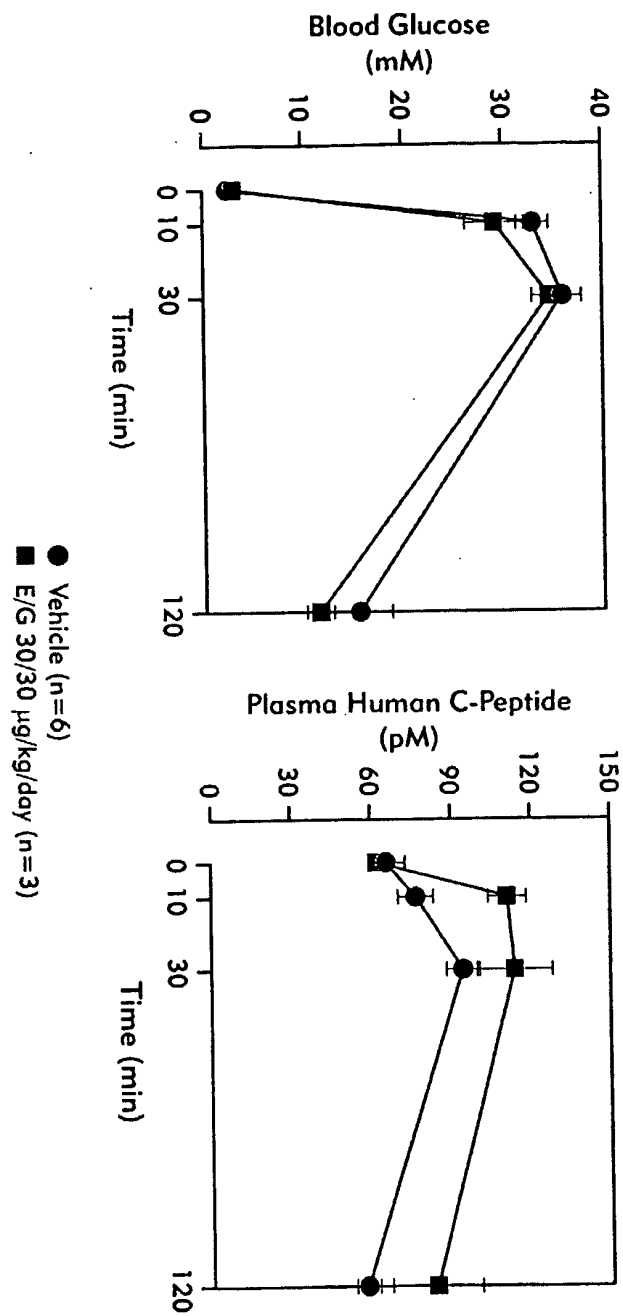 Blood Glucose
(mM)
40
30
20
10
0
0 10 30 120
Time (min)
Plasma Human C-Peptide
(pM)
150
120
90
60
30
0
0 10 30 120
Time (min)
● Vehicle (n=6)
■ E/G 30/30 μg/kg/day (n=3)